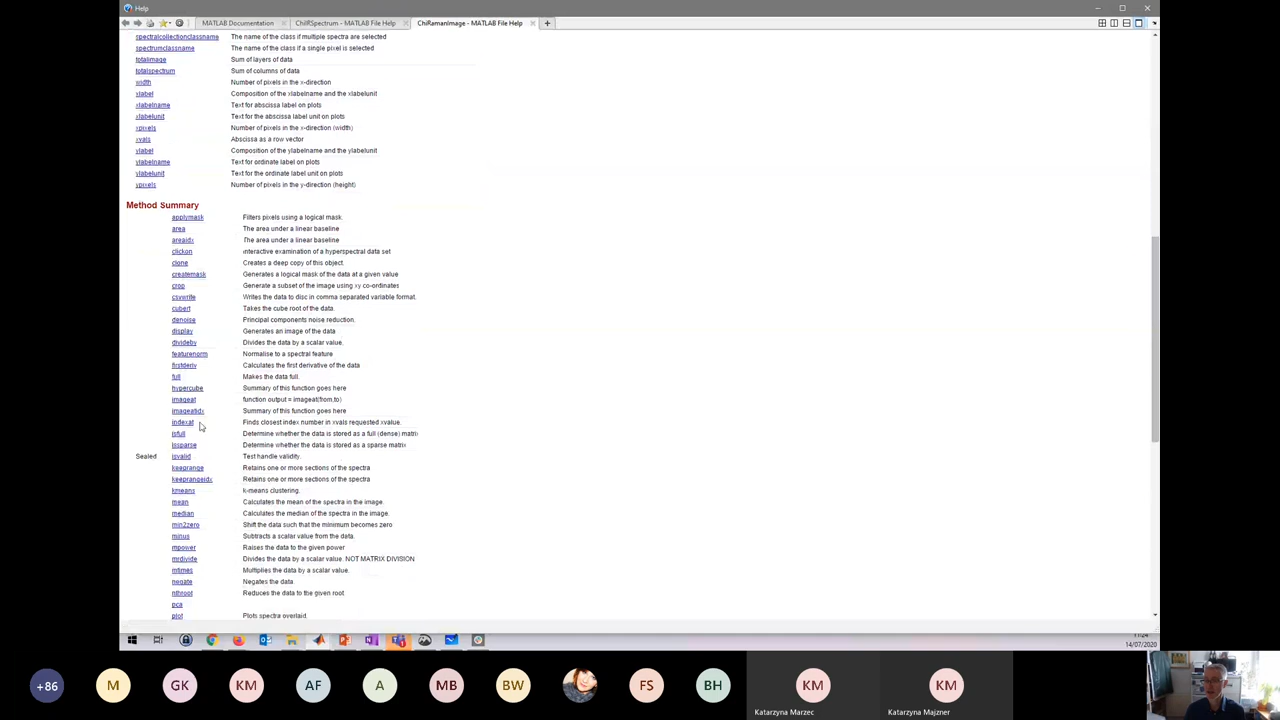 Help
MATLAB Documentation ChiIRSpectrum - MATLAB File Help ChiRamanImage - MATLAB File Help
spectralcollectionclassname The name of the class if multiple spectra are selected
spectrumclassname The name of the class if a single pixel is selected
totalimage Sum of layers of data
totalspectrum Sum of columns of data
width Number of pixels in the x-direction
xlabel Composition of the xlabelname and the xlabelunit
xlabelname Text for abscissa label on plots
xlabelunit Text for the abscissa label unit on plots
xpixels Number of pixels in the x-direction (width)
xvals Abscissa as a row vector
ylabel Composition of the ylabelname and the ylabelunit
ylabelname Text for ordinate label on plots
ylabelunit Text for the ordinate label unit on plots
ypixels Number of pixels in the y-direction (height)
Method Summary
applymask Filters pixels using a logical mask.
area The area under a linear baseline
areaidx The area under a linear baseline
clickon Interactive examination of a hyperspectral data set
clone Creates a deep copy of this object.
createmask Generates a logical mask of the data at a given value
crop Generate a subset of the image using xy co-ordinates
csvwrite Writes the data to disc in comma separated variable format.
cubert Takes the cube root of the data.
denoise Principal components noise reduction.
display Generates an image of the data
divideby Divides the data by a scalar value.
featurenorm Normalise to a spectral feature
firstderiv Calculates the first derivative of the data
full Makes the data full.
hypercube Summary of this function goes here
imageat function output = imageat(from,to)
imageatidx Summary of this function goes here
indexat Finds closest index number in xvals requested xvalue.
isfull Determine whether the data is stored as a full (dense) matri
issparse Determine whether the data is stored as a sparse matrix
Sealed isvalid Test handle validity.
keeprange Retains one or more sections of the spectra
keeprangeidx Retains one or more sections of the spectra
kmeans k-means clustering.
mean Calculates the mean of the spectra in the image.
median Calculates the median of the spectra in the image.
min2zero Shift the data such that the minimum becomes zero
minus Subtracts a scalar value from the data.
mpower Raises the data to the given power
mrdivide Divides the data by a scalar value. NOT MATRIX DIVISION
mtimes Multiplies the data by a scalar value.
negate Negates the data.
nthroot Reduces the data to the given root
pca
plot Plots spectra overlaid.
11:24
14/07/2020
+86 M GK KM AF A MB BW FS BH KM KM
Katarzyna Marzec Katarzyna Majzner